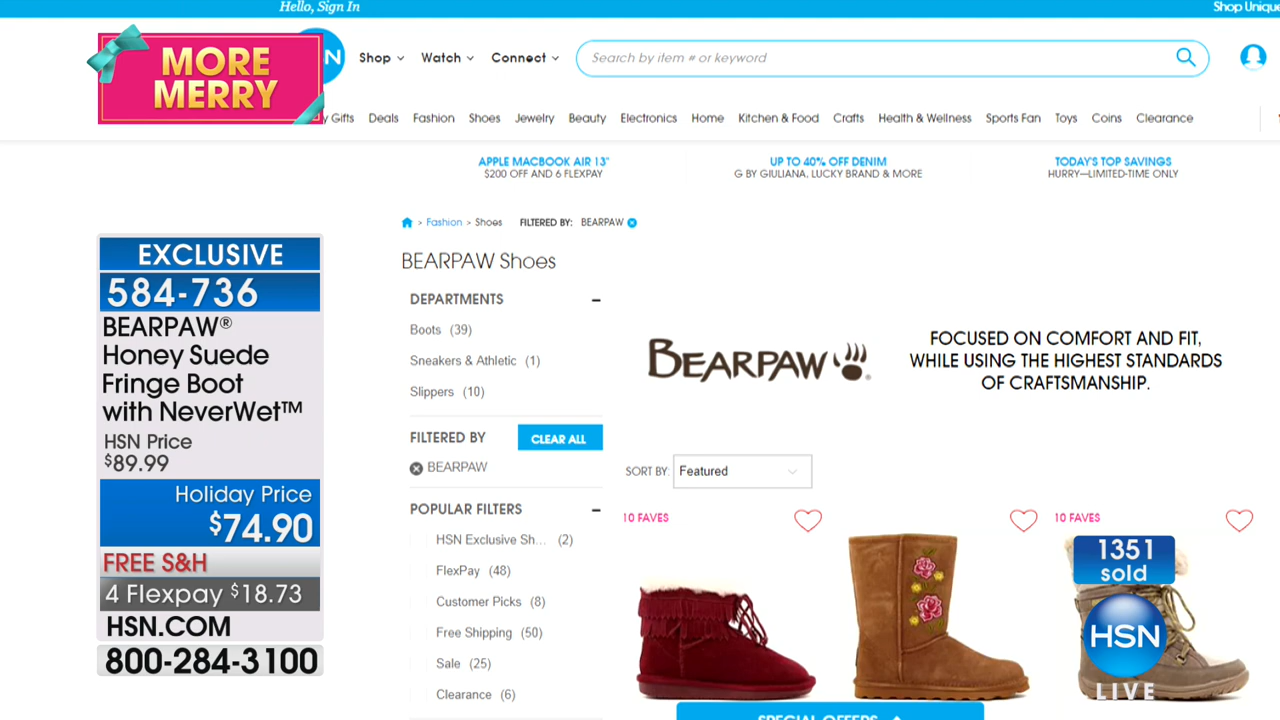 Hello, Sign In
Shop Unique
MORE
MERRY
N
Shop
Watch
Connect
Search by item # or keyword
y Gifts
Deals
Fashion
Shoes
Jewelry
Beauty
Electronics
Home
Kitchen & Food
Crafts
Health & Wellness
Sports Fan
Toys
Coins
Clearance
APPLE MACBOOK AIR 13"
$200 OFF AND 6 FLEXPAY
UP TO 40% OFF DENIM
G BY GIULIANA, LUCKY BRAND & MORE
TODAY'S TOP SAVINGS
HURRY—LIMITED-TIME ONLY
> Fashion > Shoes FILTERED BY: BEARPAW
EXCLUSIVE
584-736
BEARPAW®
Honey Suede
Fringe Boot
with NeverWet™
HSN Price
$89.99
Holiday Price
$74.90
FREE S&H
4 Flexpay $18.73
HSN.COM
800-284-3100
BEARPAW Shoes
DEPARTMENTS
Boots (39)
Sneakers & Athletic (1)
Slippers (10)
FILTERED BY
CLEAR ALL
BEARPAW
POPULAR FILTERS
HSN Exclusive Sh... (2)
FlexPay (48)
Customer Picks (8)
Free Shipping (50)
Sale (25)
Clearance (6)
BEARPAW®
FOCUSED ON COMFORT AND FIT,
WHILE USING THE HIGHEST STANDARDS
OF CRAFTSMANSHIP.
SORT BY: Featured
10 FAVES
10 FAVES
1351
sold
HSN
LIVE
SPECIAL OFFERS